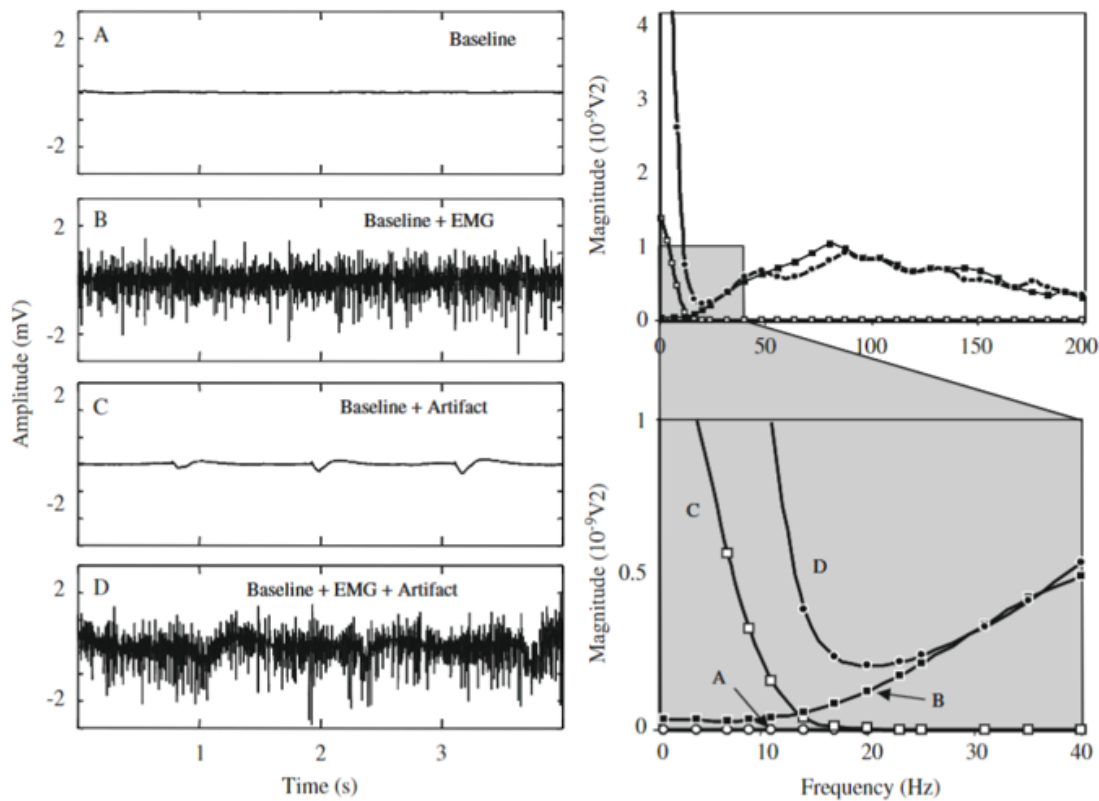 Amplitude (mV)
A
Baseline
2
-2
B
Baseline + EMG
2
-2
C
Baseline + Artifact
2
-2
D
Baseline + EMG + Artifact
2
-2
1
2
3
Time (s)
Magnitude (10⁻⁹V2)
4
3
2
1
0
0
50
100
150
200
Magnitude (10⁻⁹V2)
1
0.5
0
C
D
A
B
0
10
20
30
40
Frequency (Hz)